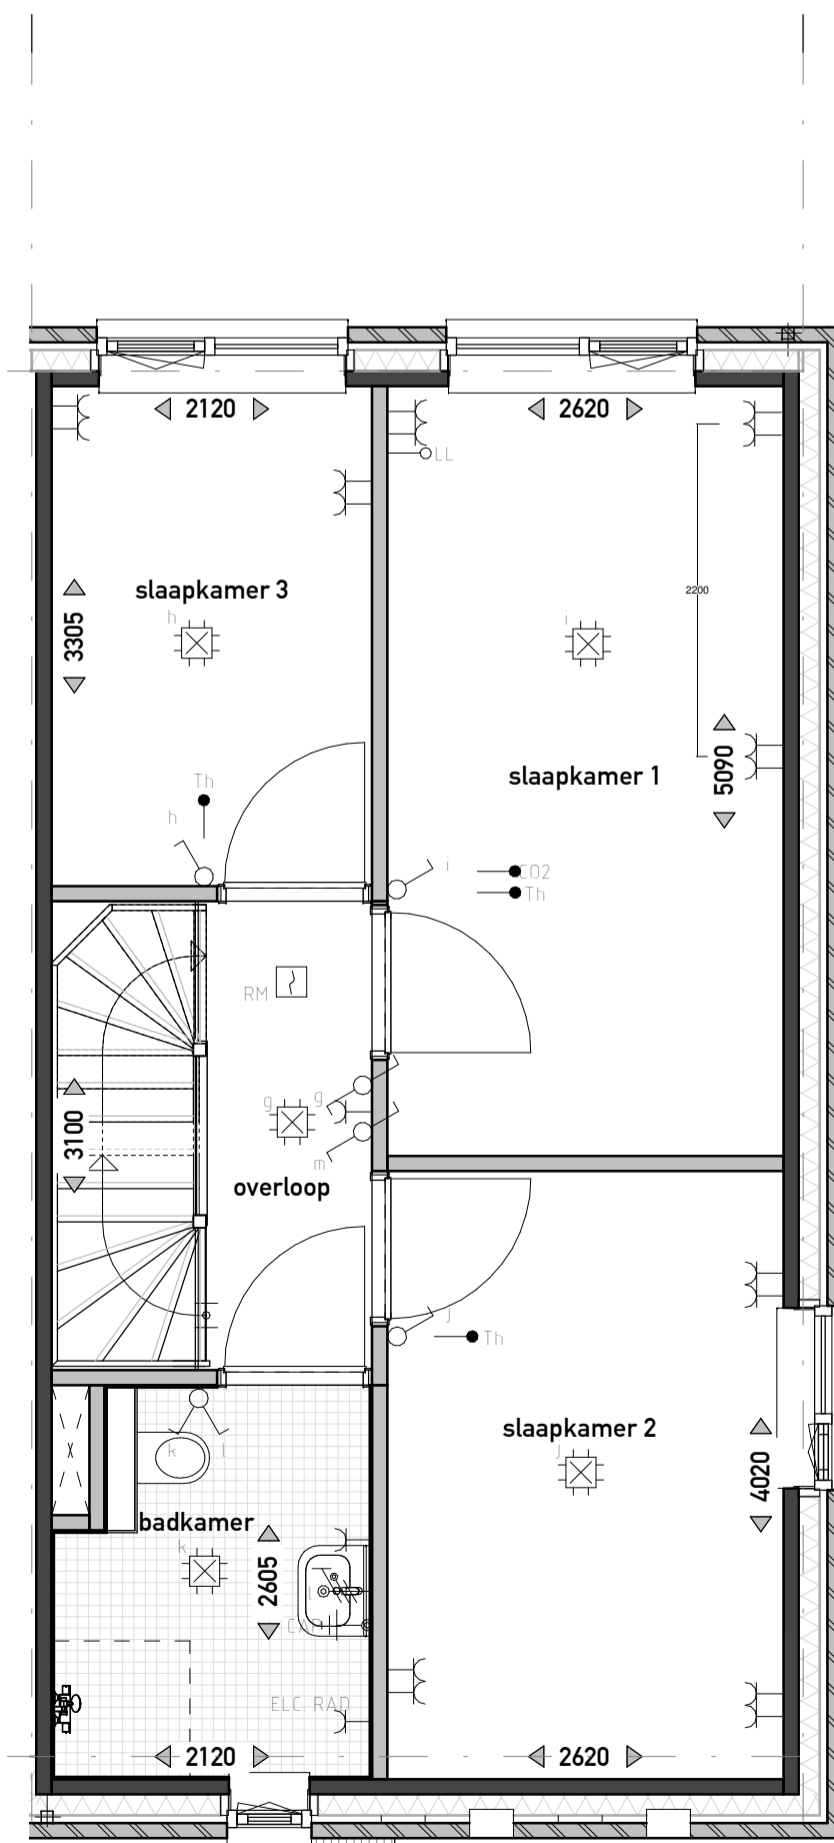 2120
2620
LL
slaapkamer 3
h
i
2200
3305
slaapkamer 1
5090
Th
h
i
CO2
Th
RM
g
g
3100
m
overloop
j
Th
slaapkamer 2
j
k
l
4020
badkamer
k
2605
CAP
ELC RAD
2120
2620